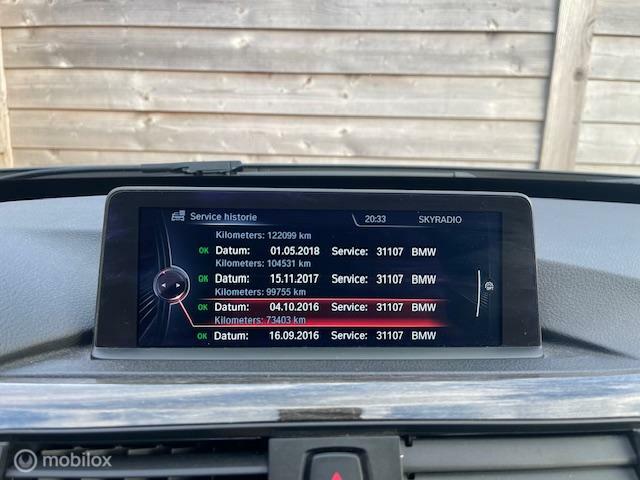 Service historie 20:33 SKYRADIO
Kilometers: 122099 km
OK Datum: 01.05.2018 Service: 31107 BMW
Kilometers: 104531 km
OK Datum: 15.11.2017 Service: 31107 BMW
Kilometers: 99755 km
OK Datum: 04.10.2016 Service: 31107 BMW
Kilometers: 73403 km
OK Datum: 16.09.2016 Service: 31107 BMW
mobilox